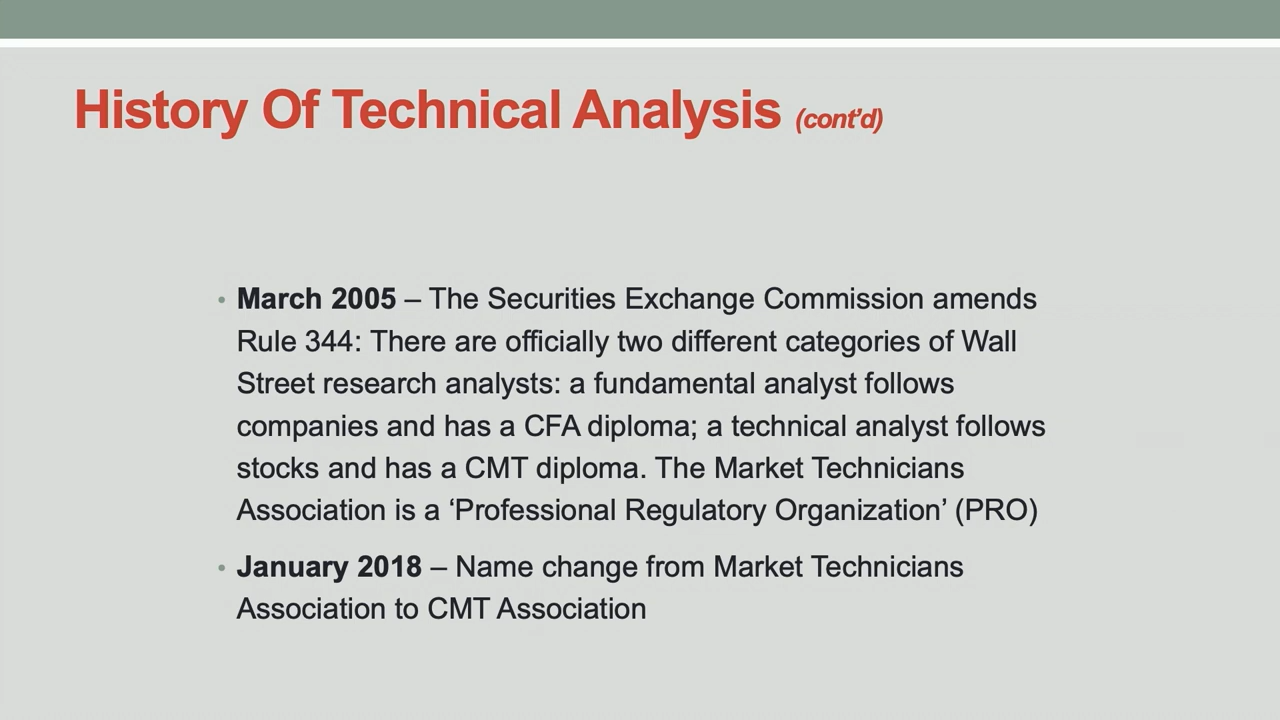 History Of Technical Analysis (cont'd)
• March 2005 – The Securities Exchange Commission amends
Rule 344: There are officially two different categories of Wall
Street research analysts: a fundamental analyst follows
companies and has a CFA diploma; a technical analyst follows
stocks and has a CMT diploma. The Market Technicians
Association is a ‘Professional Regulatory Organization’ (PRO)
• January 2018 – Name change from Market Technicians
Association to CMT Association